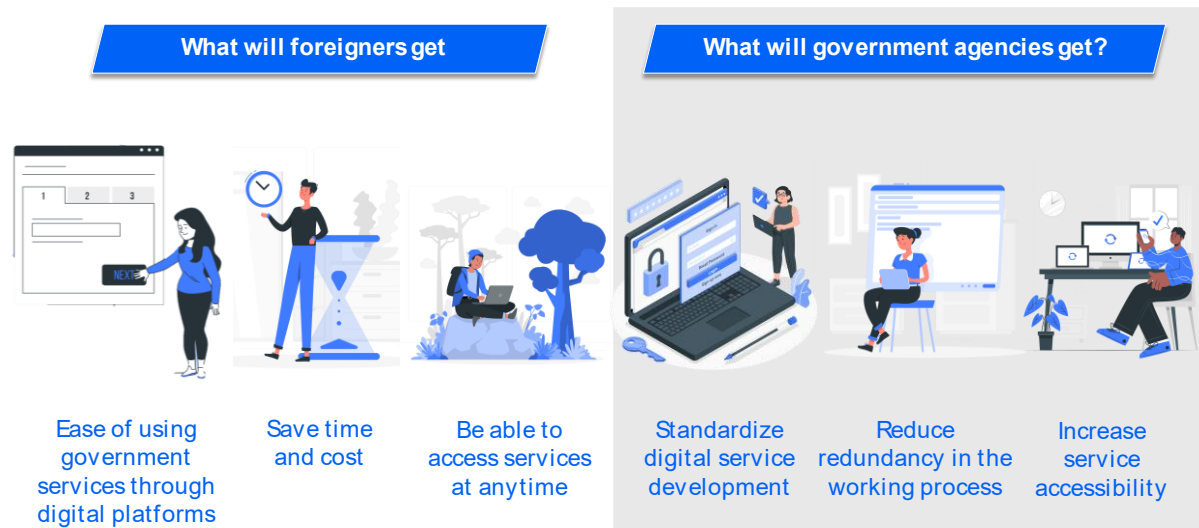 What will foreigners get
What will government agencies get?
1 2 3
NEXT
Sign in
Ease of using
government
services through
digital platforms
Save time
and cost
Be able to
access services
at anytime
Standardize
digital service
development
Reduce
redundancy in the
working process
Increase
service
accessibility